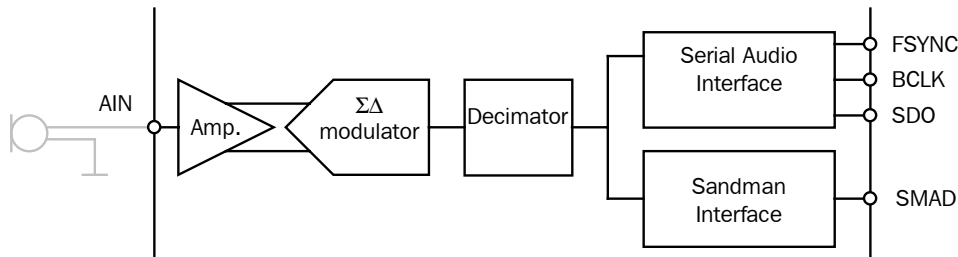 AIN
Amp.
ΣΔ
modulator
Decimator
Serial Audio
Interface
FSYNC
BCLK
SDO
Sandman
Interface
SMAD